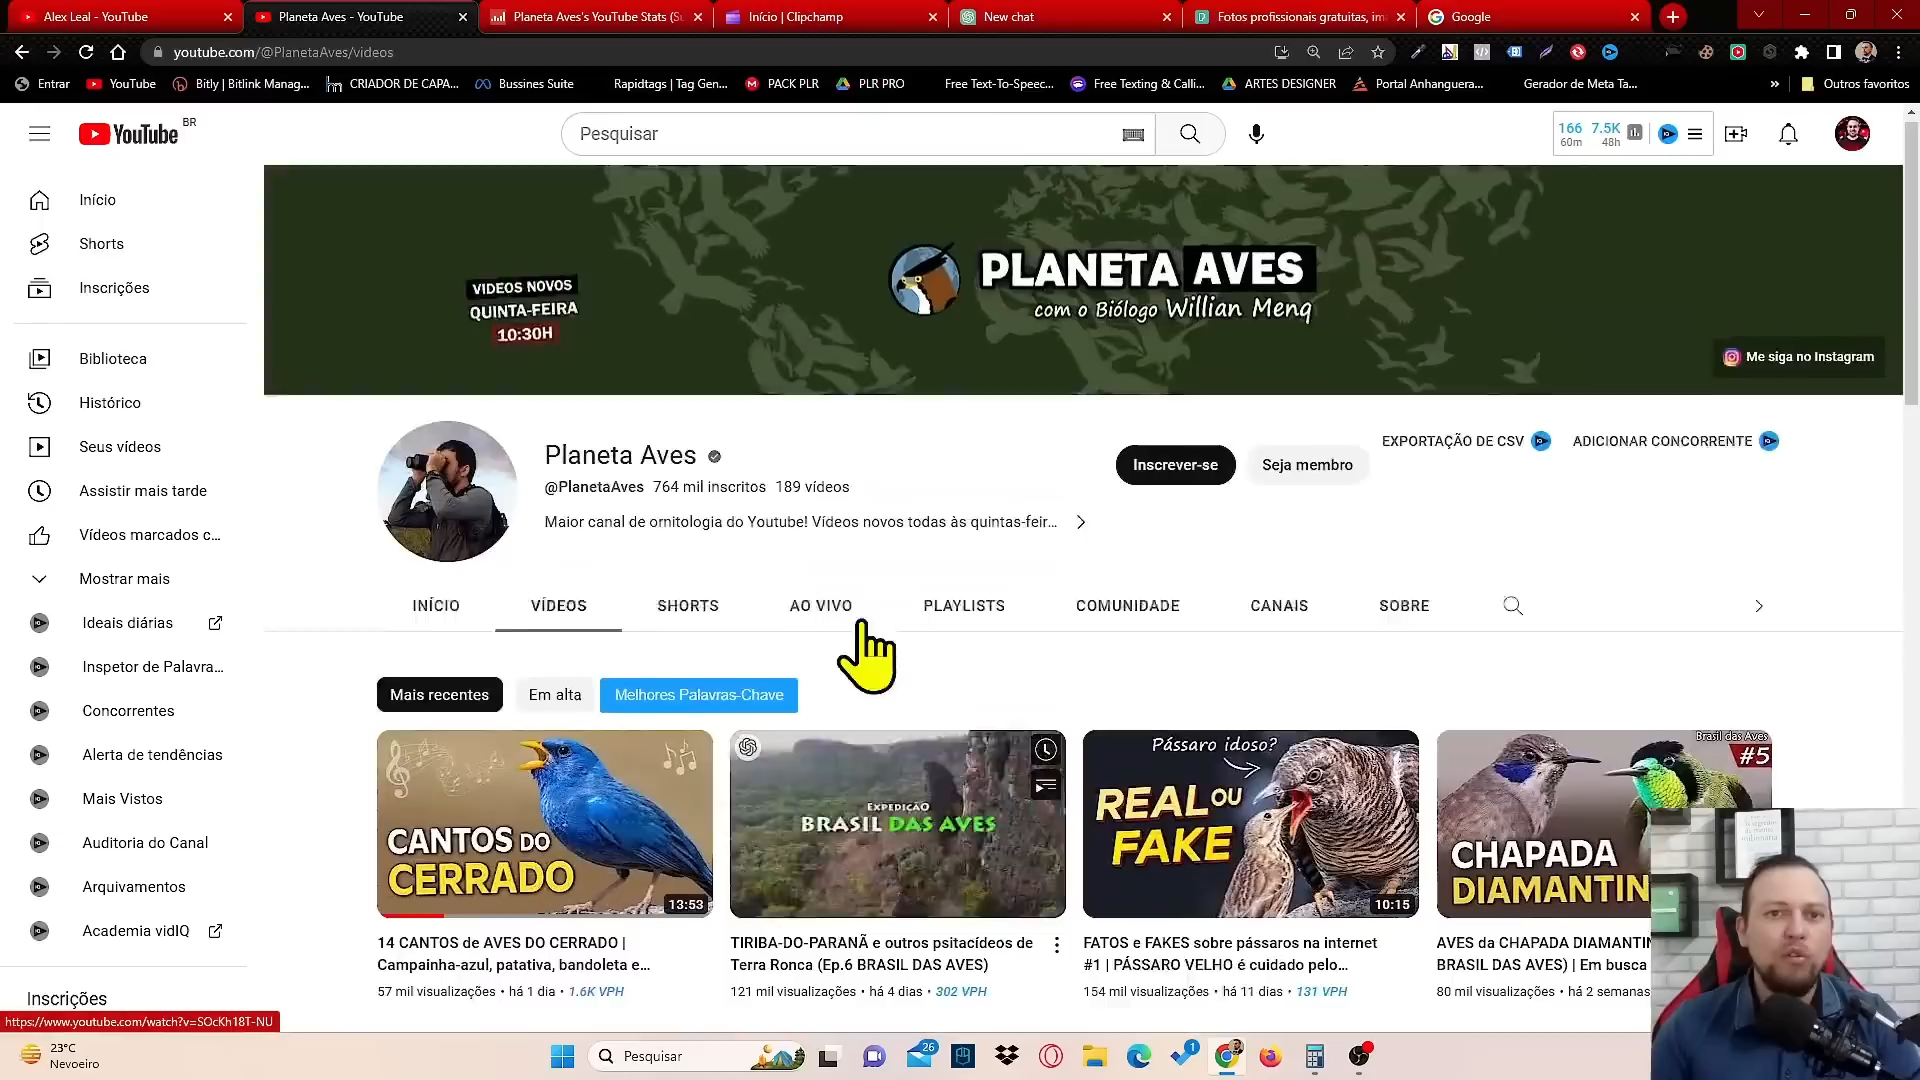 Alex Leal - YouTube
Planeta Aves - YouTube
Planeta Aves's YouTube Stats (Su
Início | Clipchamp
New chat
Fotos profissionais gratuitas, im
Google
youtube.com/@PlanetaAves/videos
Entrar
YouTube
Bitly | Bitlink Manag...
CRIADOR DE CAPA...
Bussines Suite
Rapidtags | Tag Gen...
PACK PLR
PLR PRO
Free Text-To-Speec...
Free Texting & Calli...
ARTES DESIGNER
Portal Anhanguera...
Gerador de Meta Ta...
»
Outros favoritos
YouTube BR
Pesquisar
166 7.5K
60m 48h
Início
Shorts
Inscrições
Biblioteca
Histórico
Seus vídeos
Assistir mais tarde
Vídeos marcados c...
Mostrar mais
Ideais diárias
Inspetor de Palavra...
Concorrentes
Alerta de tendências
Mais Vistos
Auditoria do Canal
Arquivamentos
Academia vidIQ
Inscrições
https://www.youtube.com/watch?v=SOcKh18T-NU
VIDEOS NOVOS
QUINTA-FEIRA
10:30H
PLANETA AVES
com o Biólogo Willian Menq
Me siga no Instagram
Planeta Aves
@PlanetaAves 764 mil inscritos 189 vídeos
Maior canal de ornitologia do Youtube! Vídeos novos todas às quintas-feir...
Inscrever-se
Seja membro
EXPORTAÇÃO DE CSV
ADICIONAR CONCORRENTE
INÍCIO
VÍDEOS
SHORTS
AO VIVO
PLAYLISTS
COMUNIDADE
CANAIS
SOBRE
Mais recentes
Em alta
Melhores Palavras-Chave
CANTOS DO
CERRADO
13:53
14 CANTOS de AVES DO CERRADO |
Campainha-azul, patativa, bandoleta e...
57 mil visualizações • há 1 dia • 1.6K VPH
EXPEDIÇÃO
BRASIL DAS AVES
TIRIBA-DO-PARANÃ e outros psitacídeos de
Terra Ronca (Ep.6 BRASIL DAS AVES)
121 mil visualizações • há 4 dias • 302 VPH
Pássaro idoso?
REAL OU
FAKE
10:15
FATOS e FAKES sobre pássaros na internet
#1 | PÁSSARO VELHO é cuidado pelo...
154 mil visualizações • há 11 dias • 131 VPH
Brasil das Aves
#5
CHAPADA
DIAMANTIN
AVES da CHAPADA DIAMANTIN
BRASIL DAS AVES) | Em busca
80 mil visualizações • há 2 semanas
23°C
Nevoeiro
Pesquisar
26
1